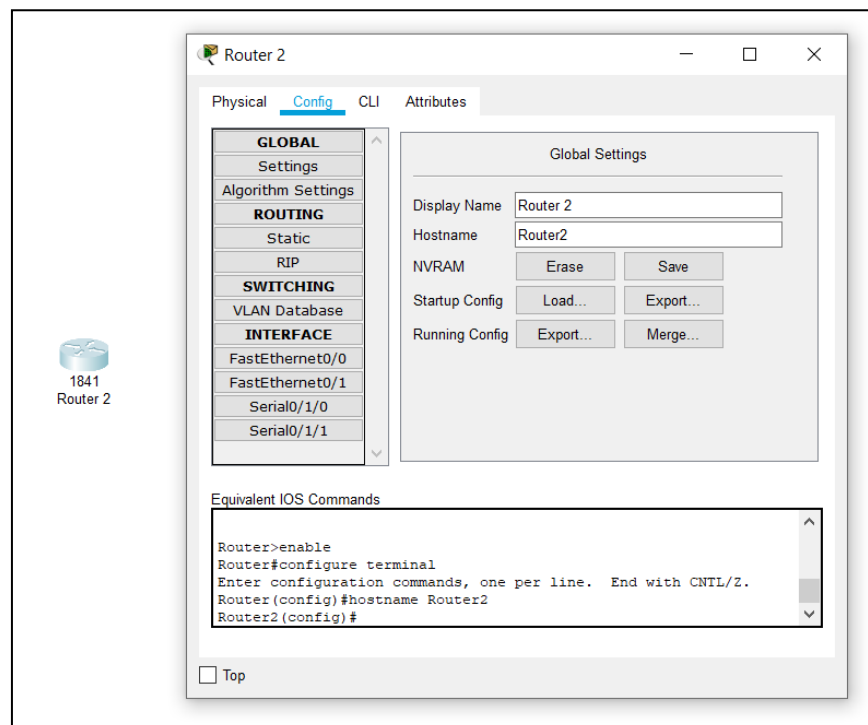 Router 2
Physical Config CLI Attributes
GLOBAL
Settings
Algorithm Settings
ROUTING
Static
RIP
SWITCHING
VLAN Database
INTERFACE
FastEthernet0/0
FastEthernet0/1
Serial0/1/0
Serial0/1/1
Global Settings
Display Name Router 2
Hostname Router2
NVRAM Erase Save
Startup Config Load... Export...
Running Config Export... Merge...
1841
Router 2
Equivalent IOS Commands
Router>enable
Router#configure terminal
Enter configuration commands, one per line. End with CNTL/Z.
Router(config)#hostname Router2
Router2(config)#
Top